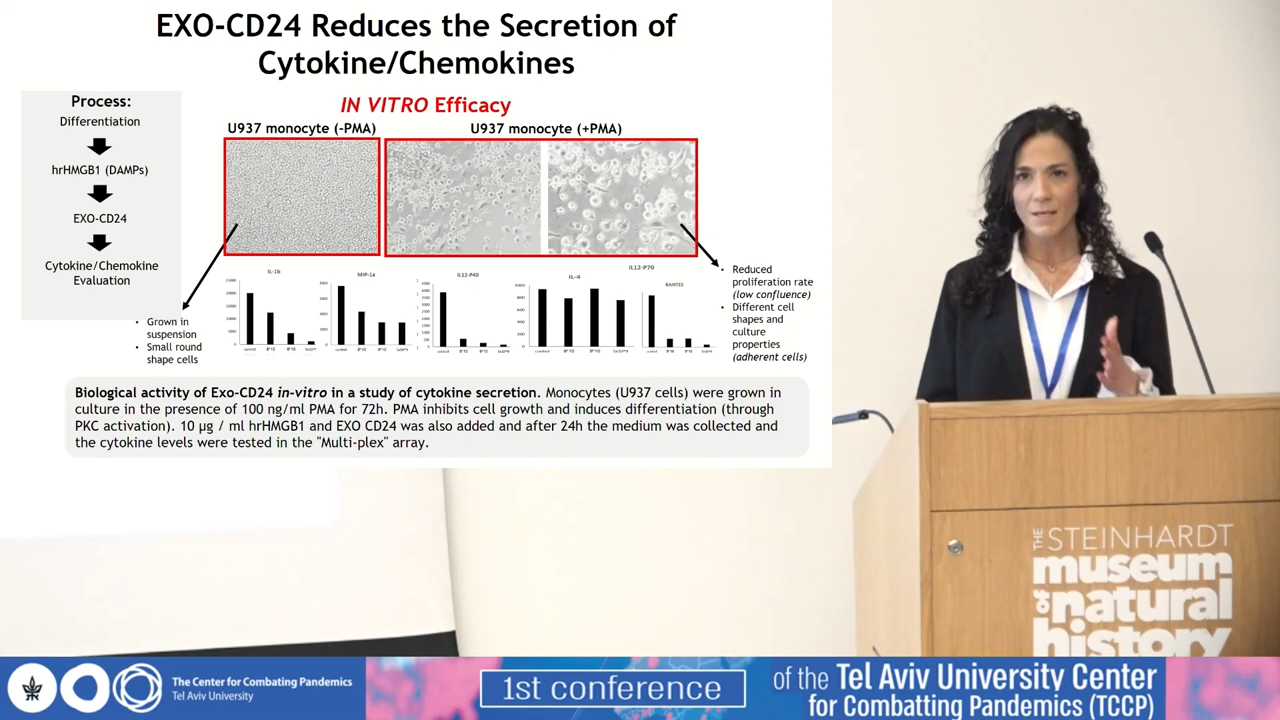 EXO-CD24 Reduces the Secretion of
Cytokine/Chemokines
Process:
Differentiation
hrHMGB1 (DAMPs)
EXO-CD24
Cytokine/Chemokine
Evaluation
IN VITRO Efficacy
U937 monocyte (-PMA)
U937 monocyte (+PMA)
• Grown in
suspension
• Small round
shape cells
IL-1b
MIP-1a
IL12-P40
IL-4
IL12-P70
RANTES
• Reduced
proliferation rate
(low confluence)
• Different cell
shapes and
culture
properties
(adherent cells)
Biological activity of Exo-CD24 in-vitro in a study of cytokine secretion. Monocytes (U937 cells) were grown in
culture in the presence of 100 ng/ml PMA for 72h. PMA inhibits cell growth and induces differentiation (through
PKC activation). 10 µg / ml hrHMGB1 and EXO CD24 was also added and after 24h the medium was collected and
the cytokine levels were tested in the "Multi-plex" array.
THE STEINHARDT
museum
of natural
history
The Center for Combating Pandemics
Tel Aviv University
1st conference
of the Tel Aviv University Center
for Combatting Pandemics (TCCP)